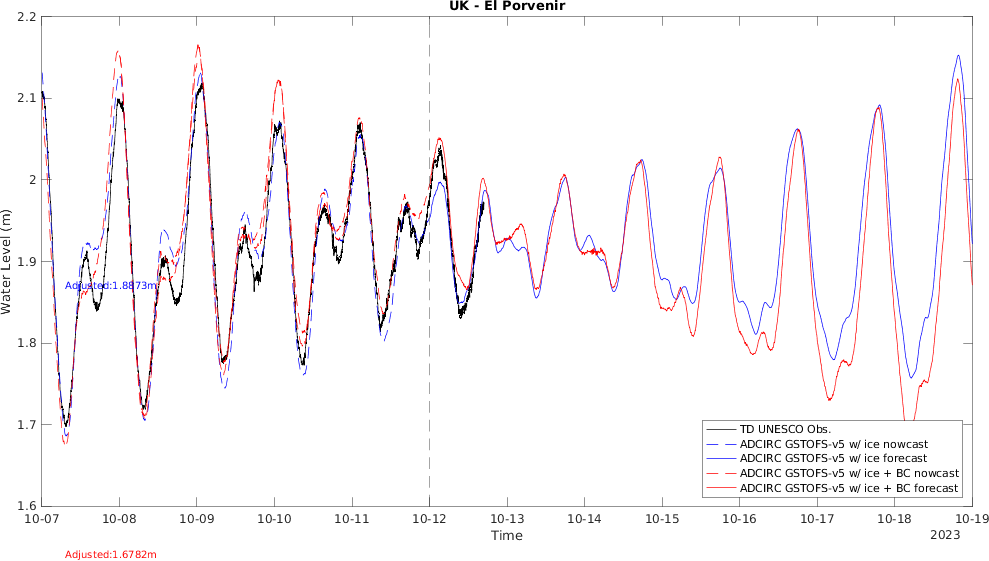 UK - El Porvenir
2.2
2.1
2
1.9
1.8
1.7
1.6
Water Level (m)
Adjusted:1.8873m
TD UNESCO Obs.
ADCIRC GSTOFS-v5 w/ ice nowcast
ADCIRC GSTOFS-v5 w/ ice forecast
ADCIRC GSTOFS-v5 w/ ice + BC nowcast
ADCIRC GSTOFS-v5 w/ ice + BC forecast
10-07 10-08 10-09 10-10 10-11 10-12 10-13 10-14 10-15 10-16 10-17 10-18 10-19
Time
2023
Adjusted:1.6782m